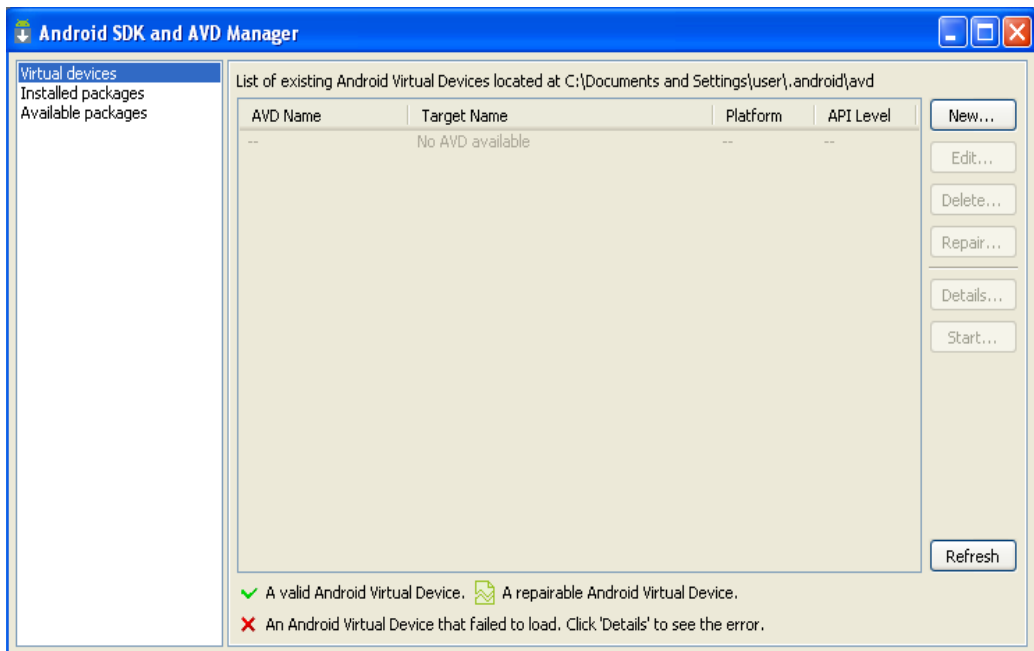 Android SDK and AVD Manager
Virtual devices
Installed packages
Available packages
List of existing Android Virtual Devices located at C:\Documents and Settings\user\.android\avd
AVD Name Target Name Platform API Level
-- No AVD available -- --
New...
Edit...
Delete...
Repair...
Details...
Start...
Refresh
A valid Android Virtual Device. A repairable Android Virtual Device.
An Android Virtual Device that failed to load. Click 'Details' to see the error.